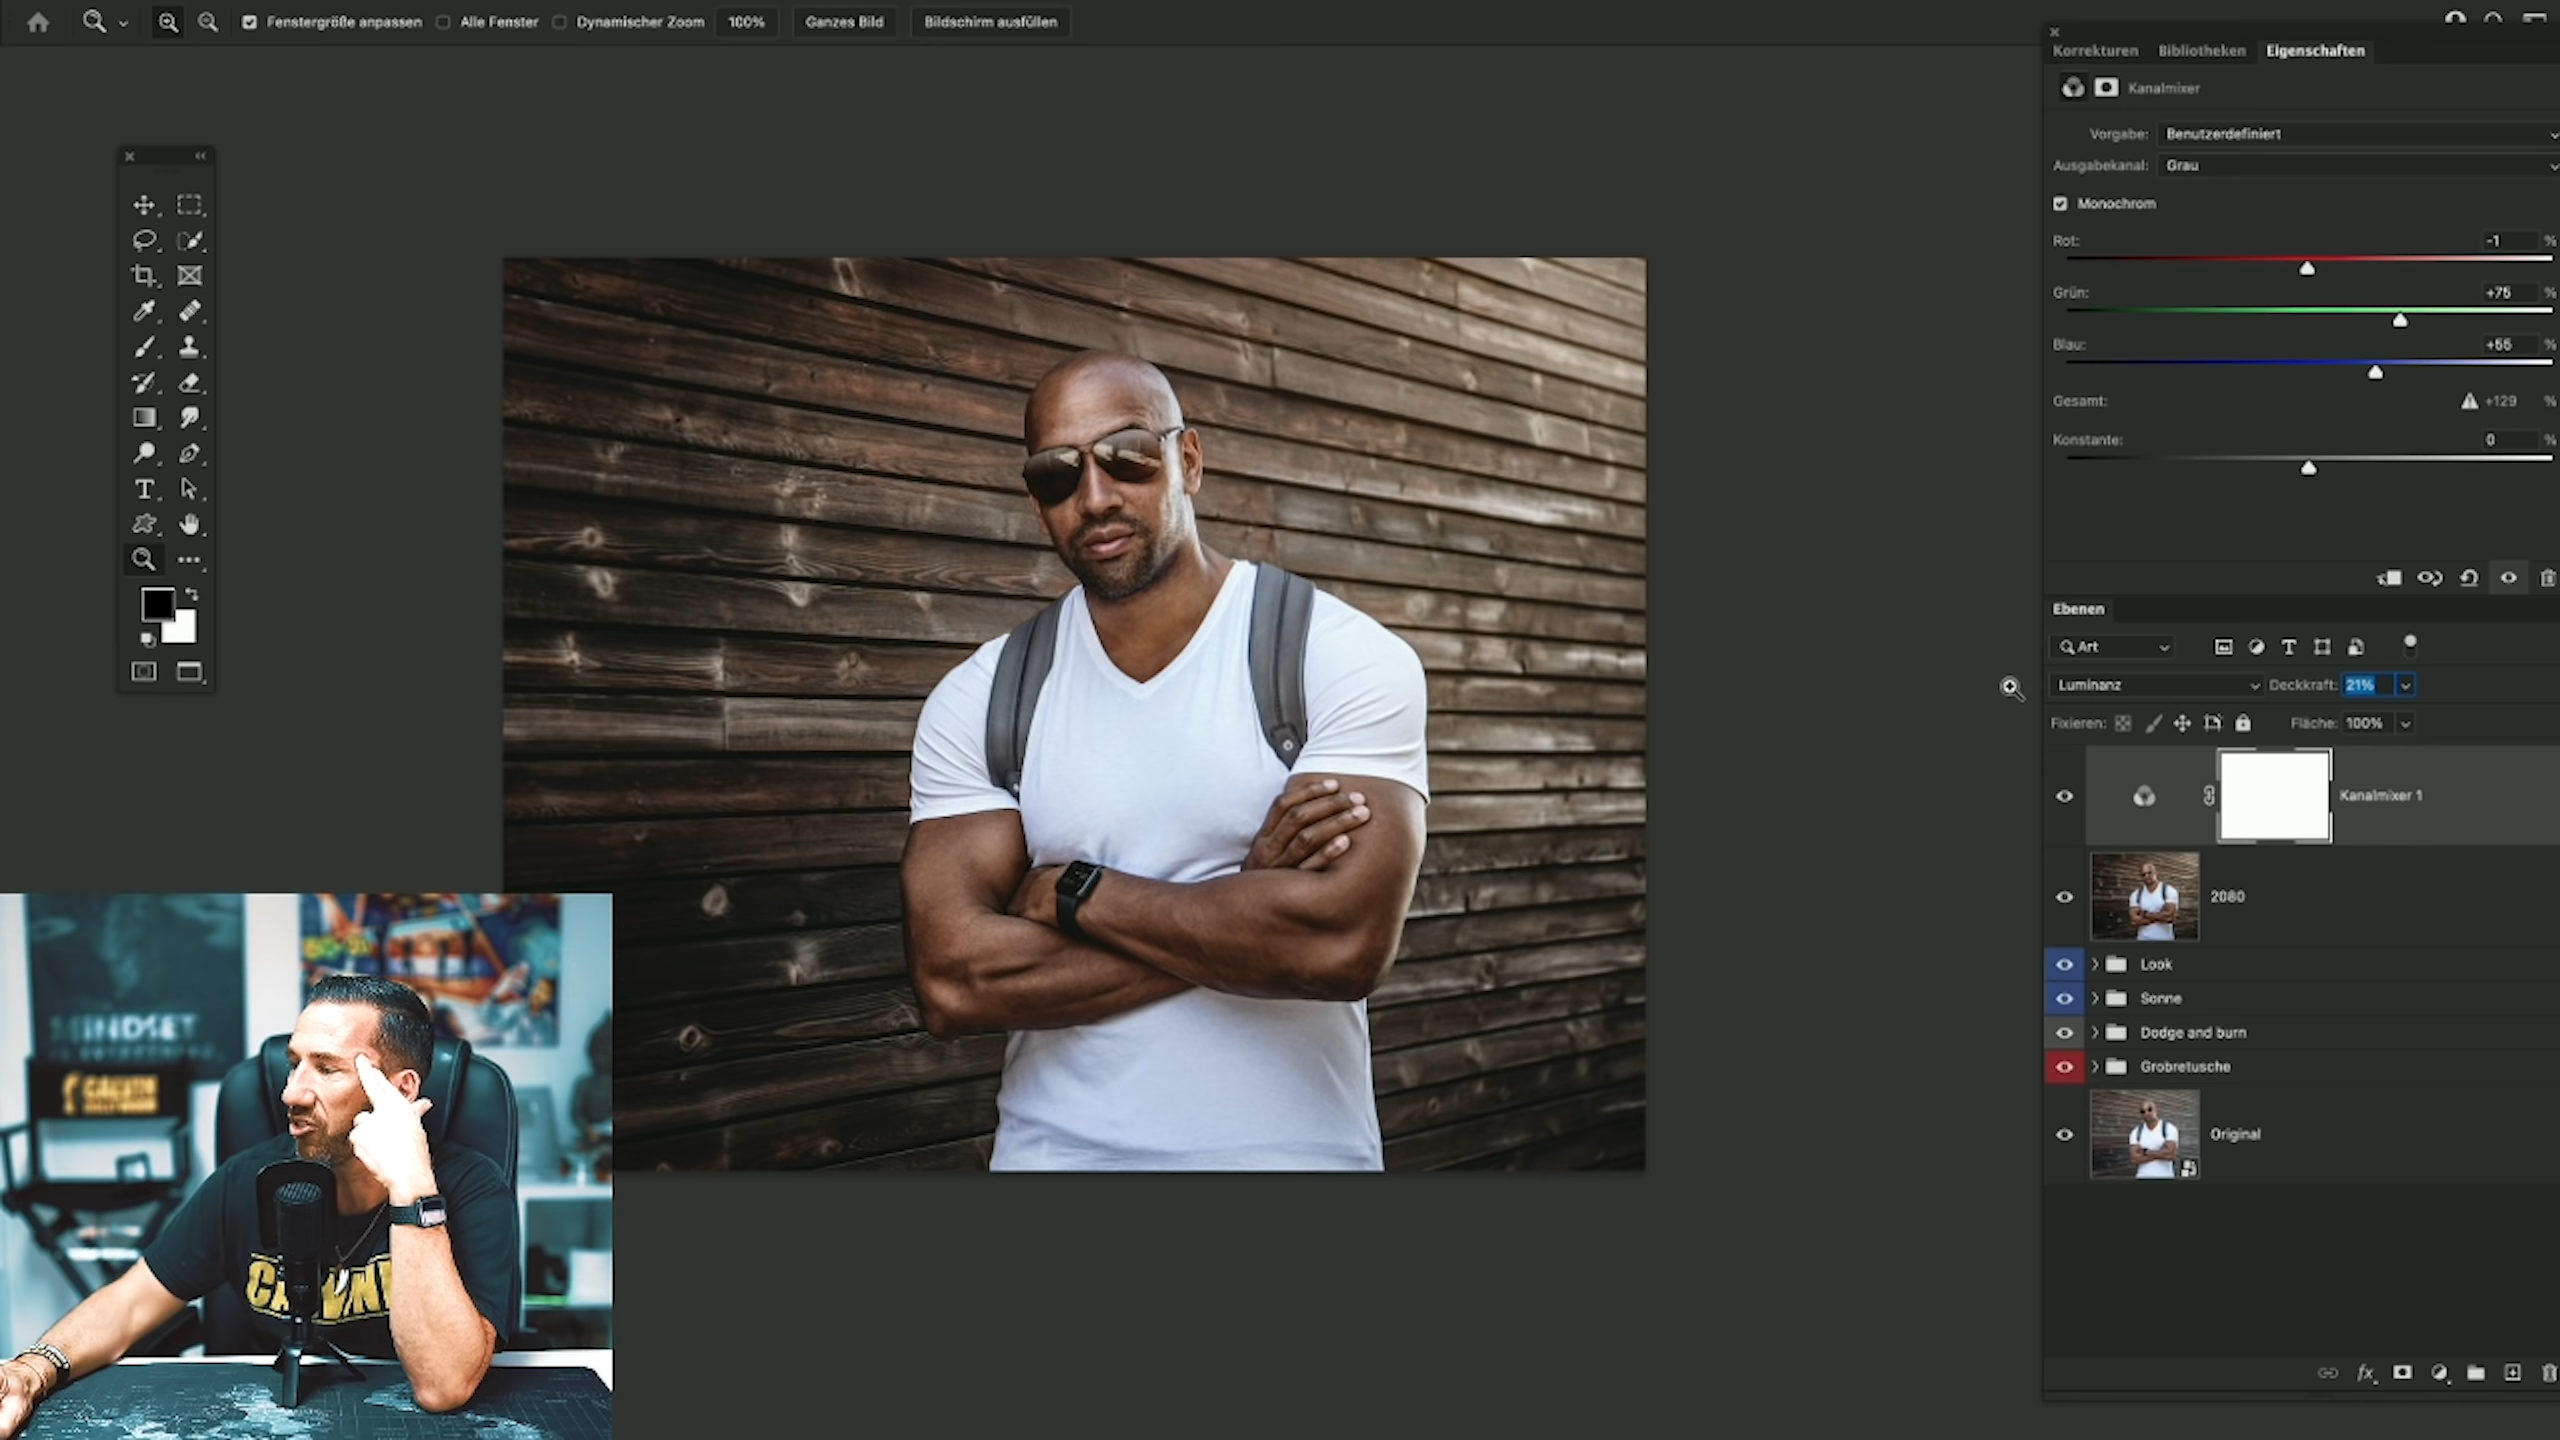 Fenstergröße anpassen Alle Fenster Dynamischer Zoom 100% Ganzes Bild Bildschirm ausfüllen
Korrekturen Bibliotheken Eigenschaften
Kanalmixer
Vorgabe: Benutzerdefiniert
Ausgabekanal: Grau
Monochrom
Rot: -1 %
Grün: +75 %
Blau: +55 %
Gesamt: +129 %
Konstante: 0 %
Ebenen
Art
Luminanz Deckkraft: 21%
Fixieren: Fläche: 100%
Kanalmixer 1
2080
Look
Sonne
Dodge and burn
Grobretusche
Original
MINDSET
CALVIN